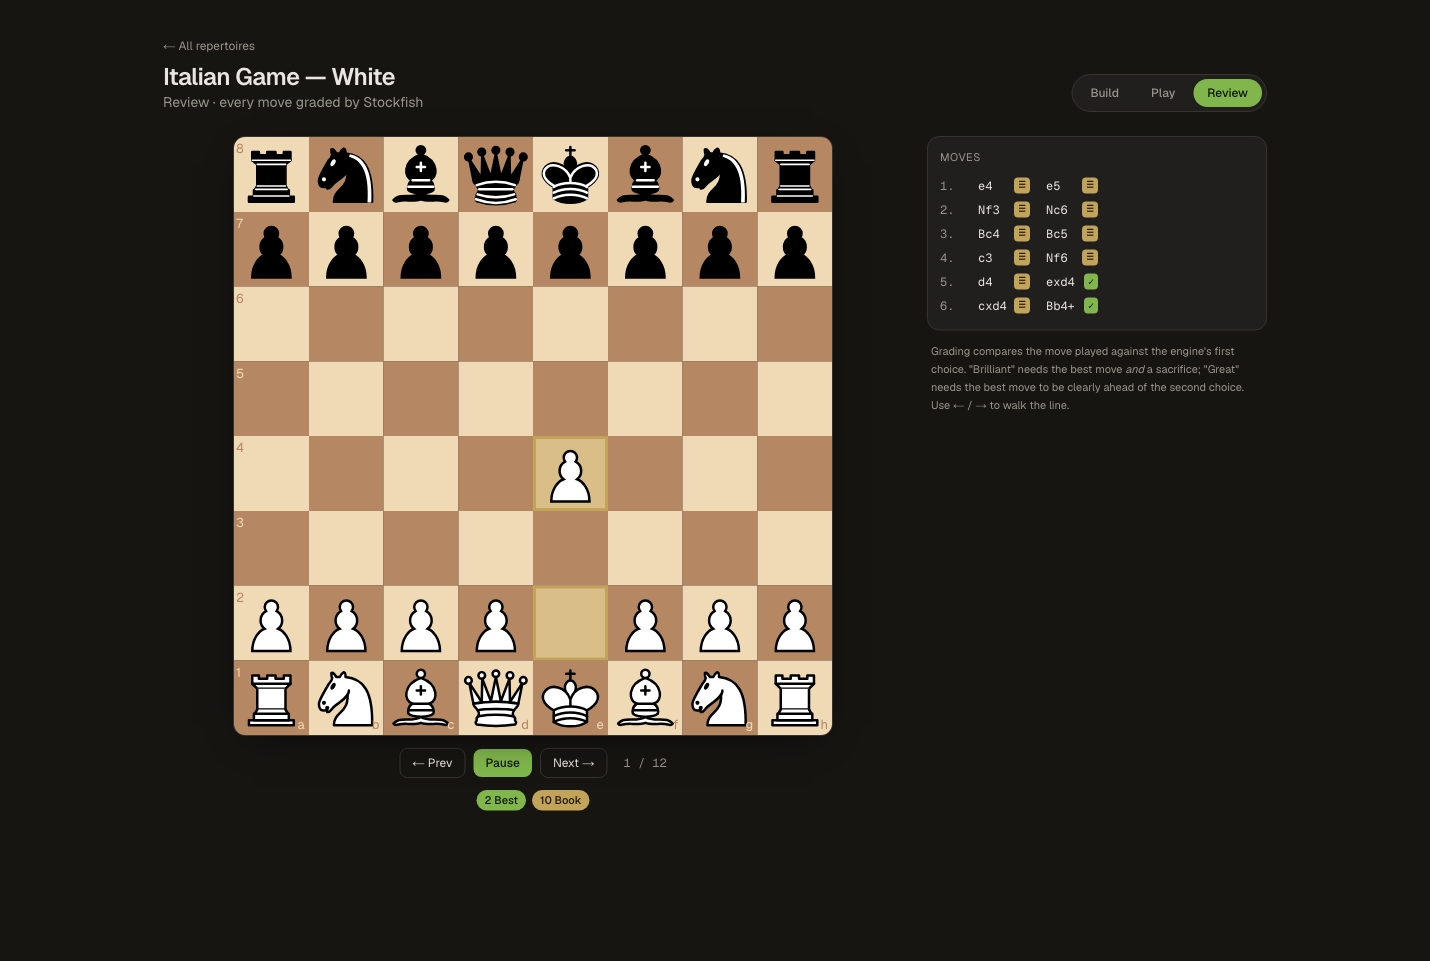 ← All repertoires
Italian Game — White
Review · every move graded by Stockfish
Build Play Review
8
7
6
5
4
3
2
1
a b c d e f g h
← Prev Pause Next → 1 / 12
2 Best 10 Book
MOVES
1. e4 e5
2. Nf3 Nc6
3. Bc4 Bc5
4. c3 Nf6
5. d4 exd4 ✓
6. cxd4 Bb4+ ✓
Grading compares the move played against the engine's first
choice. "Brilliant" needs the best move and a sacrifice; "Great"
needs the best move to be clearly ahead of the second choice.
Use ← / → to walk the line.